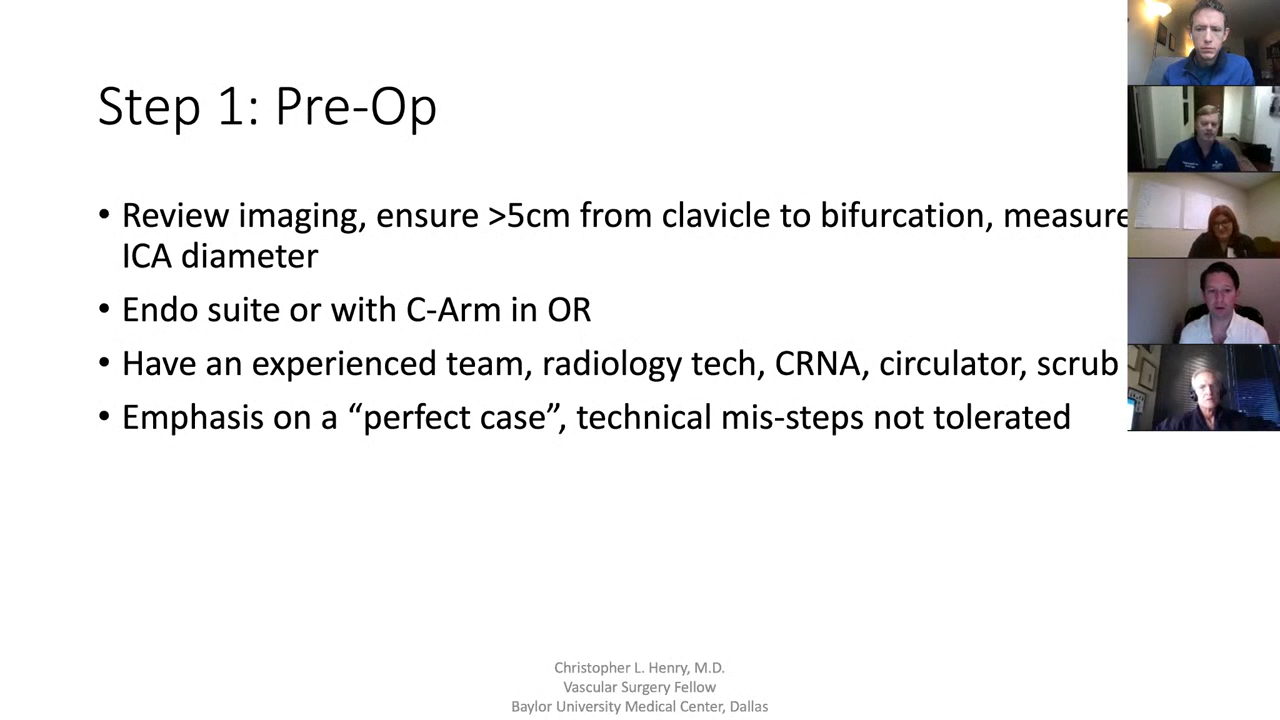 Step 1: Pre-Op
• Review imaging, ensure >5cm from clavicle to bifurcation, measure
ICA diameter
• Endo suite or with C-Arm in OR
• Have an experienced team, radiology tech, CRNA, circulator, scrub
• Emphasis on a “perfect case”, technical mis-steps not tolerated
Christopher L. Henry, M.D.
Vascular Surgery Fellow
Baylor University Medical Center, Dallas